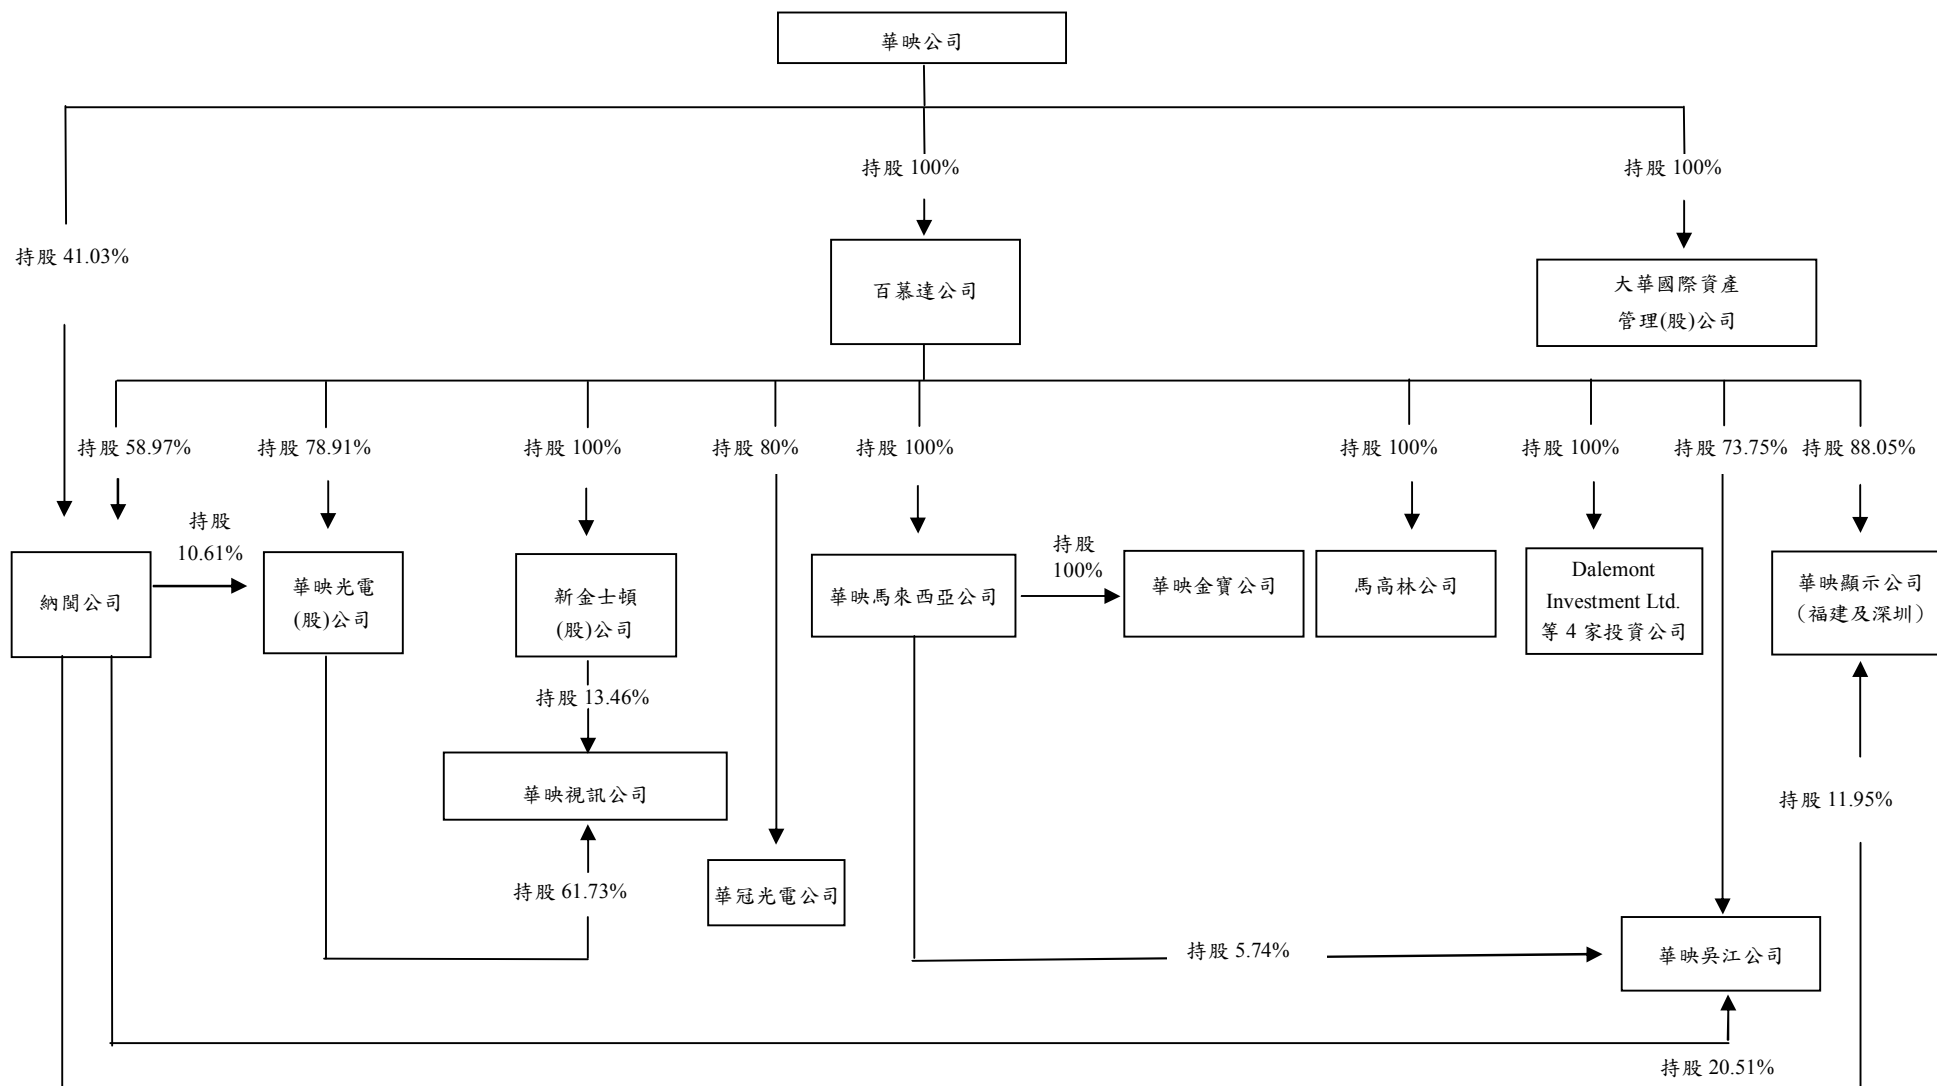 華映公司
持股 100%
持股 100%
持股 41.03%
百慕達公司
大華國際資產
管理(股)公司
持股 58.97%
持股 78.91%
持股 100%
持股 80%
持股 100%
持股 100%
持股 100%
持股 73.75%
持股 88.05%
持股
10.61%
持股
100%
納閩公司
華映光電
(股)公司
新金士頓
(股)公司
華映馬來西亞公司
華映金寶公司
馬高林公司
Dalemont
Investment Ltd.
等 4 家投資公司
華映顯示公司
（福建及深圳）
持股 13.46%
華映視訊公司
持股 11.95%
持股 61.73%
華冠光電公司
持股 5.74%
華映吳江公司
持股 20.51%